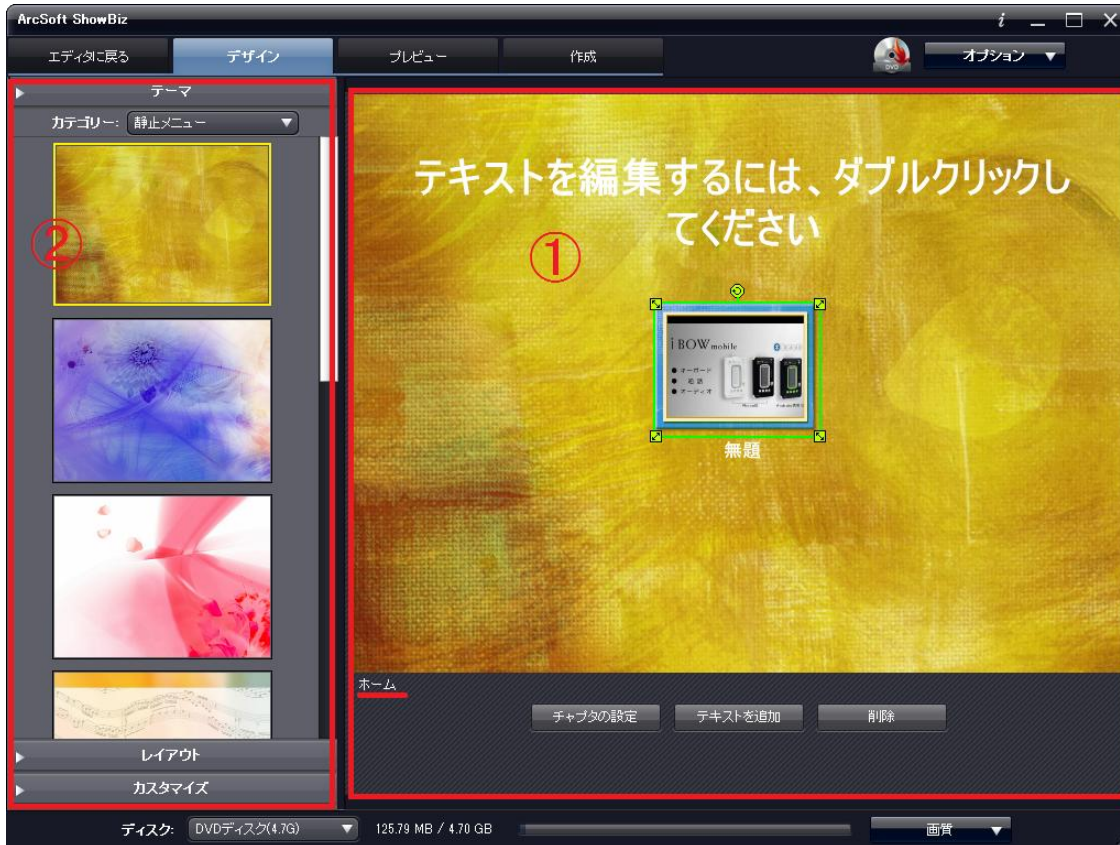 ArcSoft ShowBiz
エディタに戻る
デザイン
プレビュー
作成
DVD
オプション
テーマ
カテゴリー: 静止メニュー
②
テキストを編集するには、ダブルクリックし
てください
①
i BOW mobile
無題
ホーム
チャプタの設定
テキストを追加
削除
レイアウト
カスタマイズ
ディスク: DVDディスク(4.7G)
125.79 MB / 4.70 GB
画質